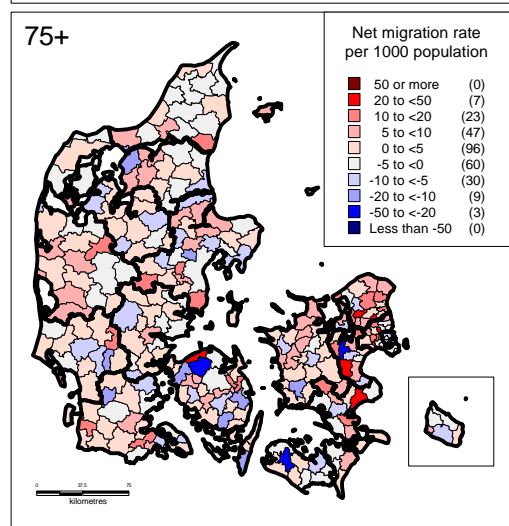 75+
Net migration rate
per 1000 population
50 or more (0)
20 to <50 (7)
10 to <20 (23)
5 to <10 (47)
0 to <5 (96)
-5 to <0 (60)
-10 to <-5 (30)
-20 to <-10 (9)
-50 to <-20 (3)
Less than -50 (0)
0 37.5 75
kilometres